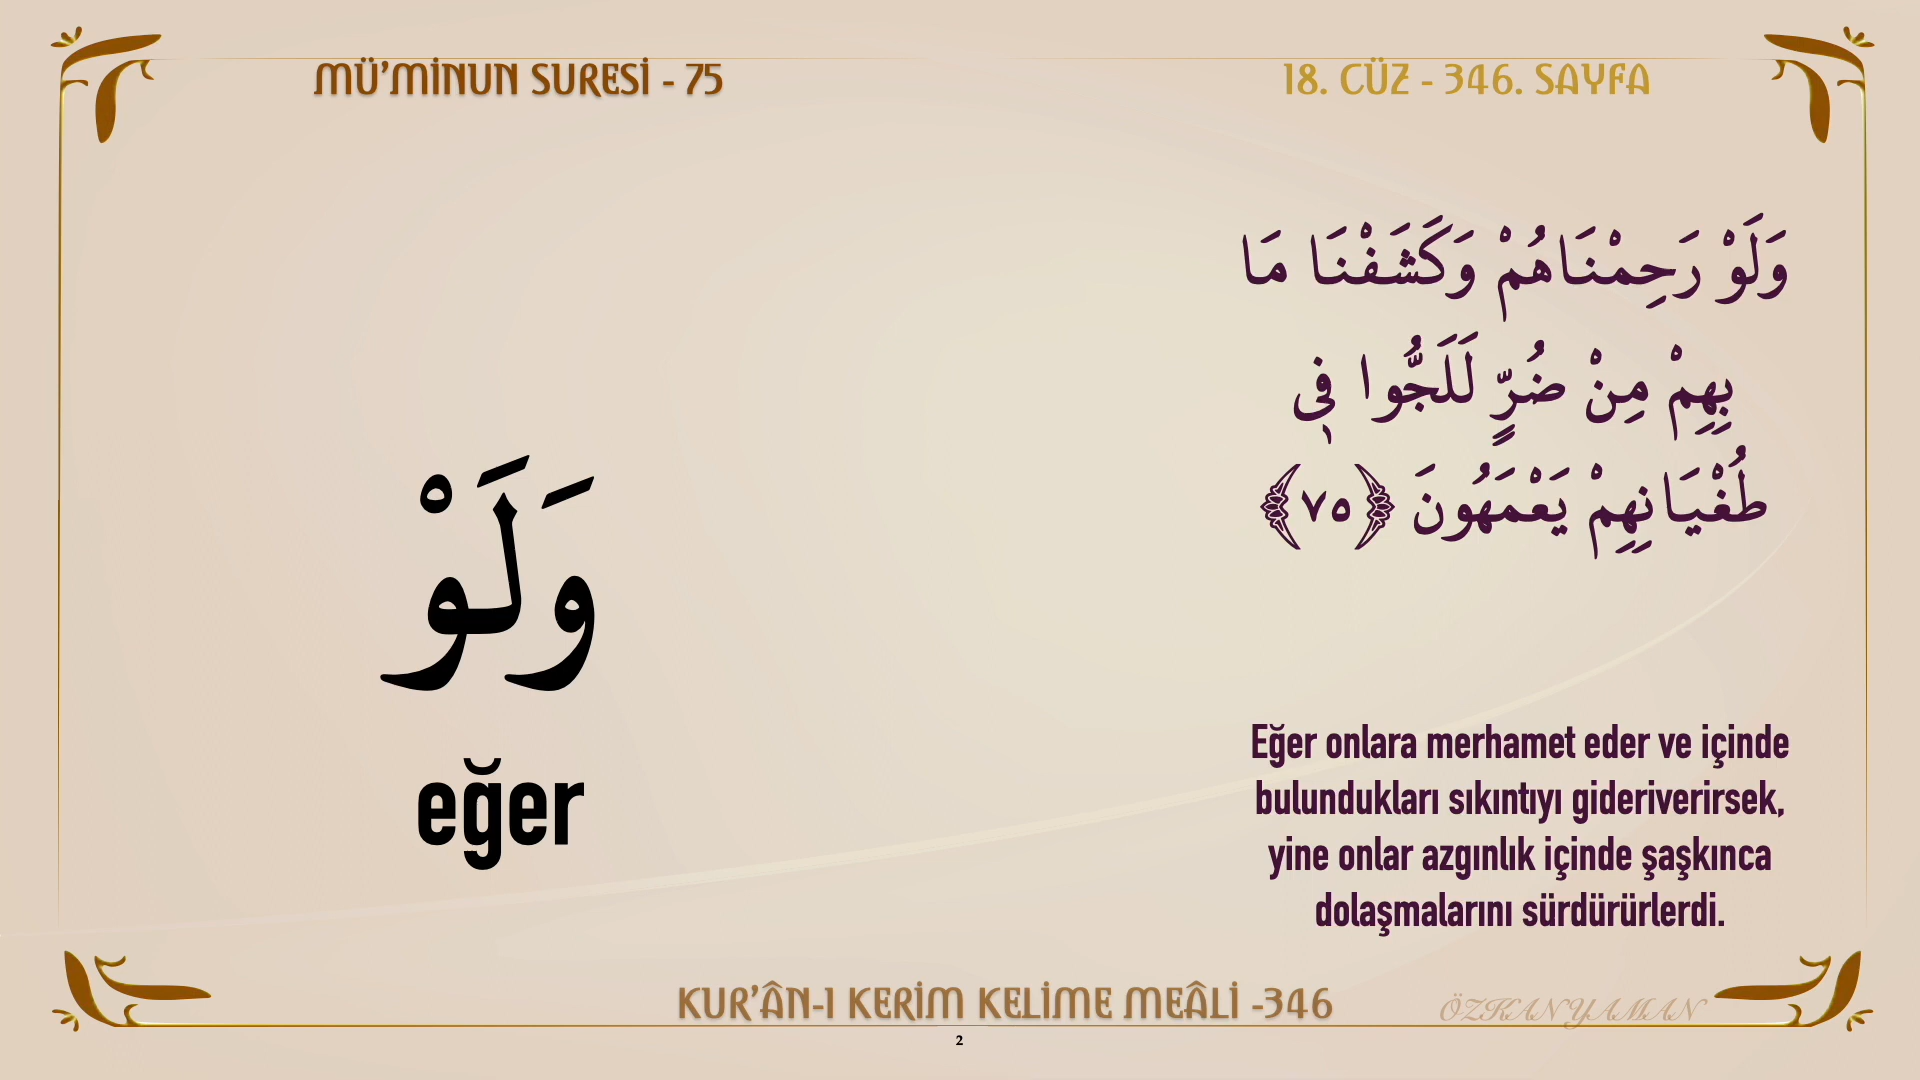 MÜ’MİNUN SURESİ - 75
18. CÜZ - 346. SAYFA
وَلَوْ رَحِمْنَاهُمْ وَكَشَفْنَا مَا
بِهِمْ مِنْ ضُرٍّ لَلَجُّوا فٖى
طُغْيَانِهِمْ يَعْمَهُونَ ﴿٧٥﴾
وَلَوْ
eğer
Eğer onlara merhamet eder ve içinde
bulundukları sıkıntıyı gideriverirsek,
yine onlar azgınlık içinde şaşkınca
dolaşmalarını sürdürürlerdi.
KUR’ÂN-I KERİM KELİME MEÂLİ -346
ÖZKAN YAMAN
2